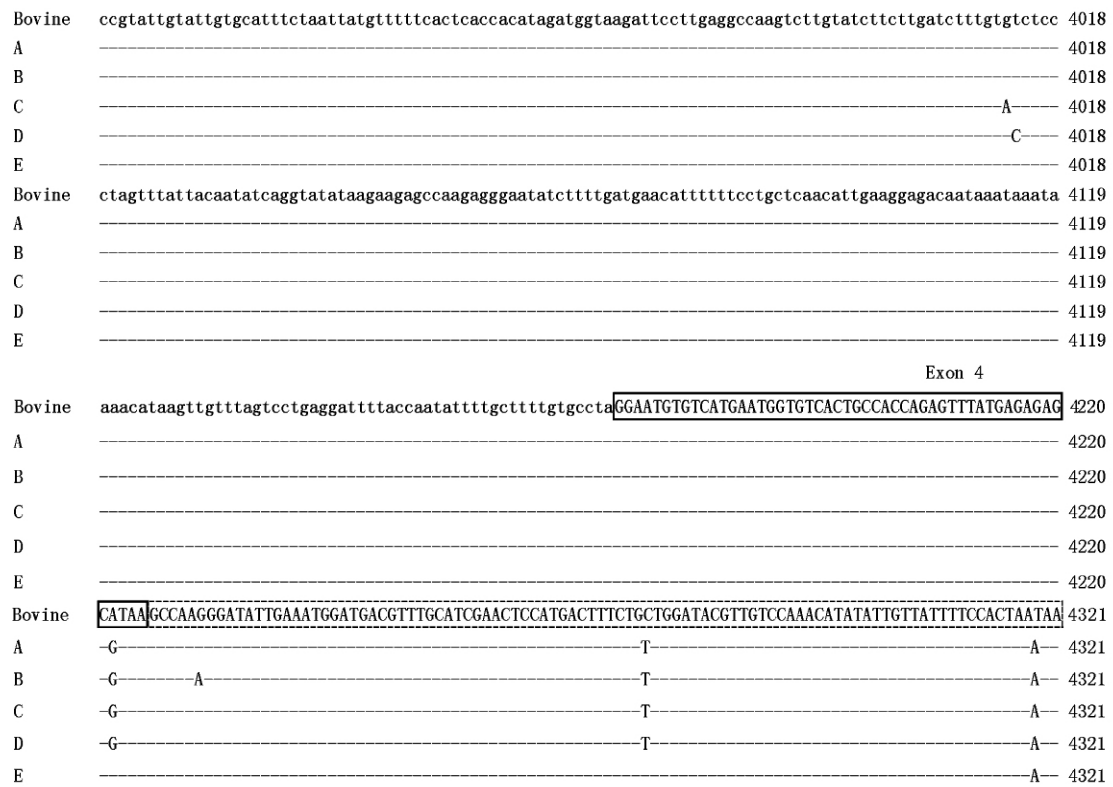 Bovine ccgtattgtattgtgcatttctaattatgtttttcactcaccacatagatggtaagattccttgaggccaagtcttgtatcttcttgatctttgtgtctcc 4018
A ----------------------------------------------------------------------------------------------------- 4018
B ----------------------------------------------------------------------------------------------------- 4018
C -----------------------------------------------------------------------------------------------A----- 4018
D ------------------------------------------------------------------------------------------------C---- 4018
E ----------------------------------------------------------------------------------------------------- 4018
Bovine ctagtttattacaatatcaggtatataagaagagccaagagggaatatcttttgatgaacattttttcctgctcaacattgaaggagacaataaataaata 4119
A ----------------------------------------------------------------------------------------------------- 4119
B ----------------------------------------------------------------------------------------------------- 4119
C ----------------------------------------------------------------------------------------------------- 4119
D ----------------------------------------------------------------------------------------------------- 4119
E ----------------------------------------------------------------------------------------------------- 4119
Exon 4
Bovine aaacataagttgtttagtcctgaggattttaccaatattttgcttttgtgcctaGGAATGTGTCATGAATGGTGTCACTGCCACCAGAGTTTATGAGAGAG 4220
A ----------------------------------------------------------------------------------------------------- 4220
B ----------------------------------------------------------------------------------------------------- 4220
C ----------------------------------------------------------------------------------------------------- 4220
D ----------------------------------------------------------------------------------------------------- 4220
E ----------------------------------------------------------------------------------------------------- 4220
Bovine CATAAGCCAAGGGATATTGAAATGGATGACGTTTGCATCGAACTCCATGACTTTCTGCTGGATACGTTGTCCAAACATATATTGTTATTTTCCACTAATAA 4321
A -G-------------------------------------------------------T----------------------------------------A-- 4321
B -G--------A----------------------------------------------T----------------------------------------A-- 4321
C -G-------------------------------------------------------T----------------------------------------A-- 4321
D -G-------------------------------------------------------T----------------------------------------A-- 4321
E --------------------------------------------------------------------------------------------------A-- 4321